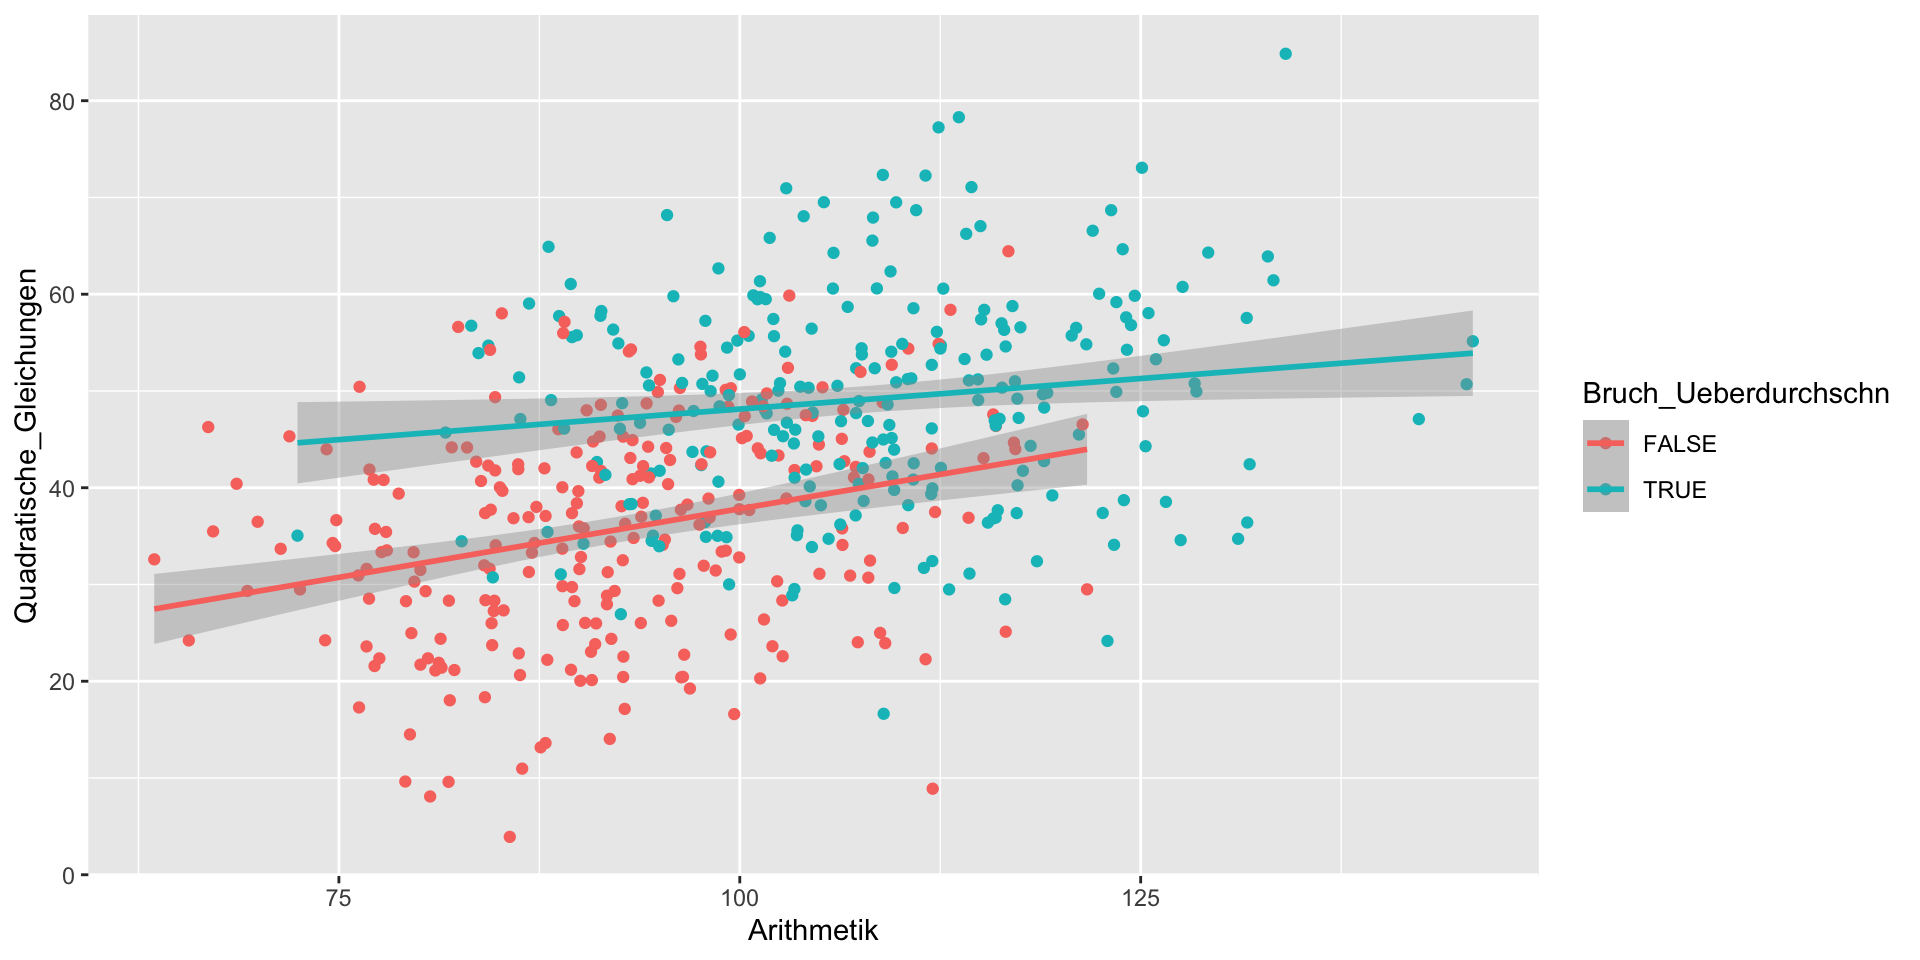 80
60
40
20
0
Quadratische_Gleichungen
75
100
125
Arithmetik
Bruch_Ueberdurchschn
FALSE
TRUE